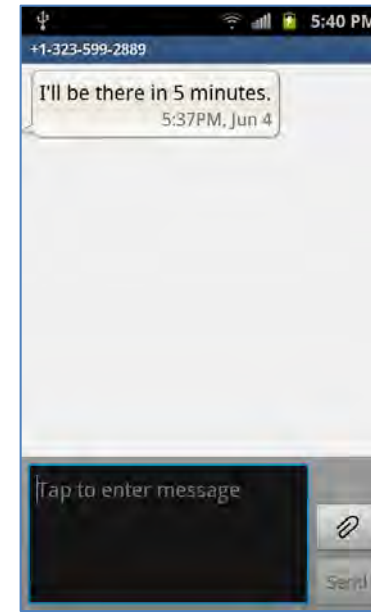 5:40 PM
+1-323-599-2889
I'll be there in 5 minutes.
5:37PM, Jun 4
Tap to enter message
Send